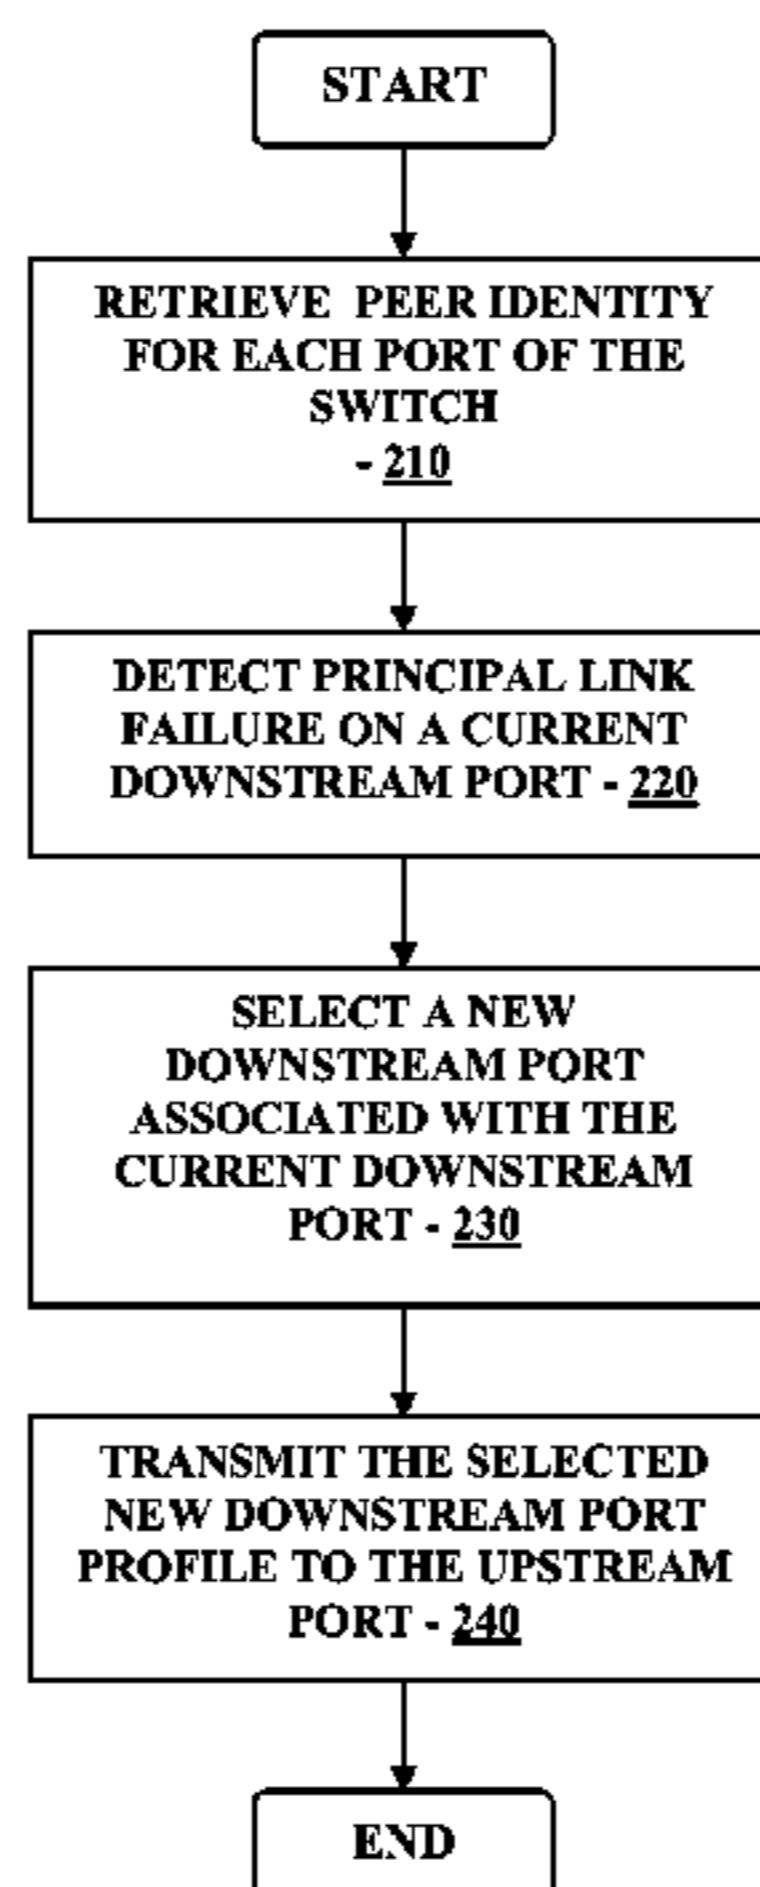 START
RETRIEVE PEER IDENTITY
FOR EACH PORT OF THE
SWITCH
- 210
DETECT PRINCIPAL LINK
FAILURE ON A CURRENT
DOWNSTREAM PORT - 220
SELECT A NEW
DOWNSTREAM PORT
ASSOCIATED WITH THE
CURRENT DOWNSTREAM
PORT - 230
TRANSMIT THE SELECTED
NEW DOWNSTREAM PORT
PROFILE TO THE UPSTREAM
PORT - 240
END